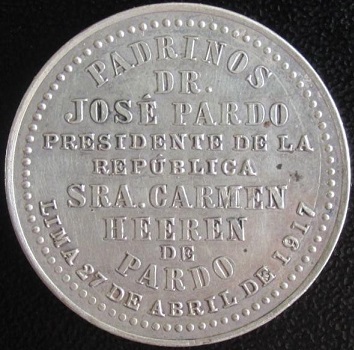 PADRINOS
DR.
JOSÉ PARDO
PRESIDENTE DE LA
REPÚBLICA
SRA. CARMEN
HEEREN
DE
PARDO
LIMA 27 DE ABRIL DE 1917